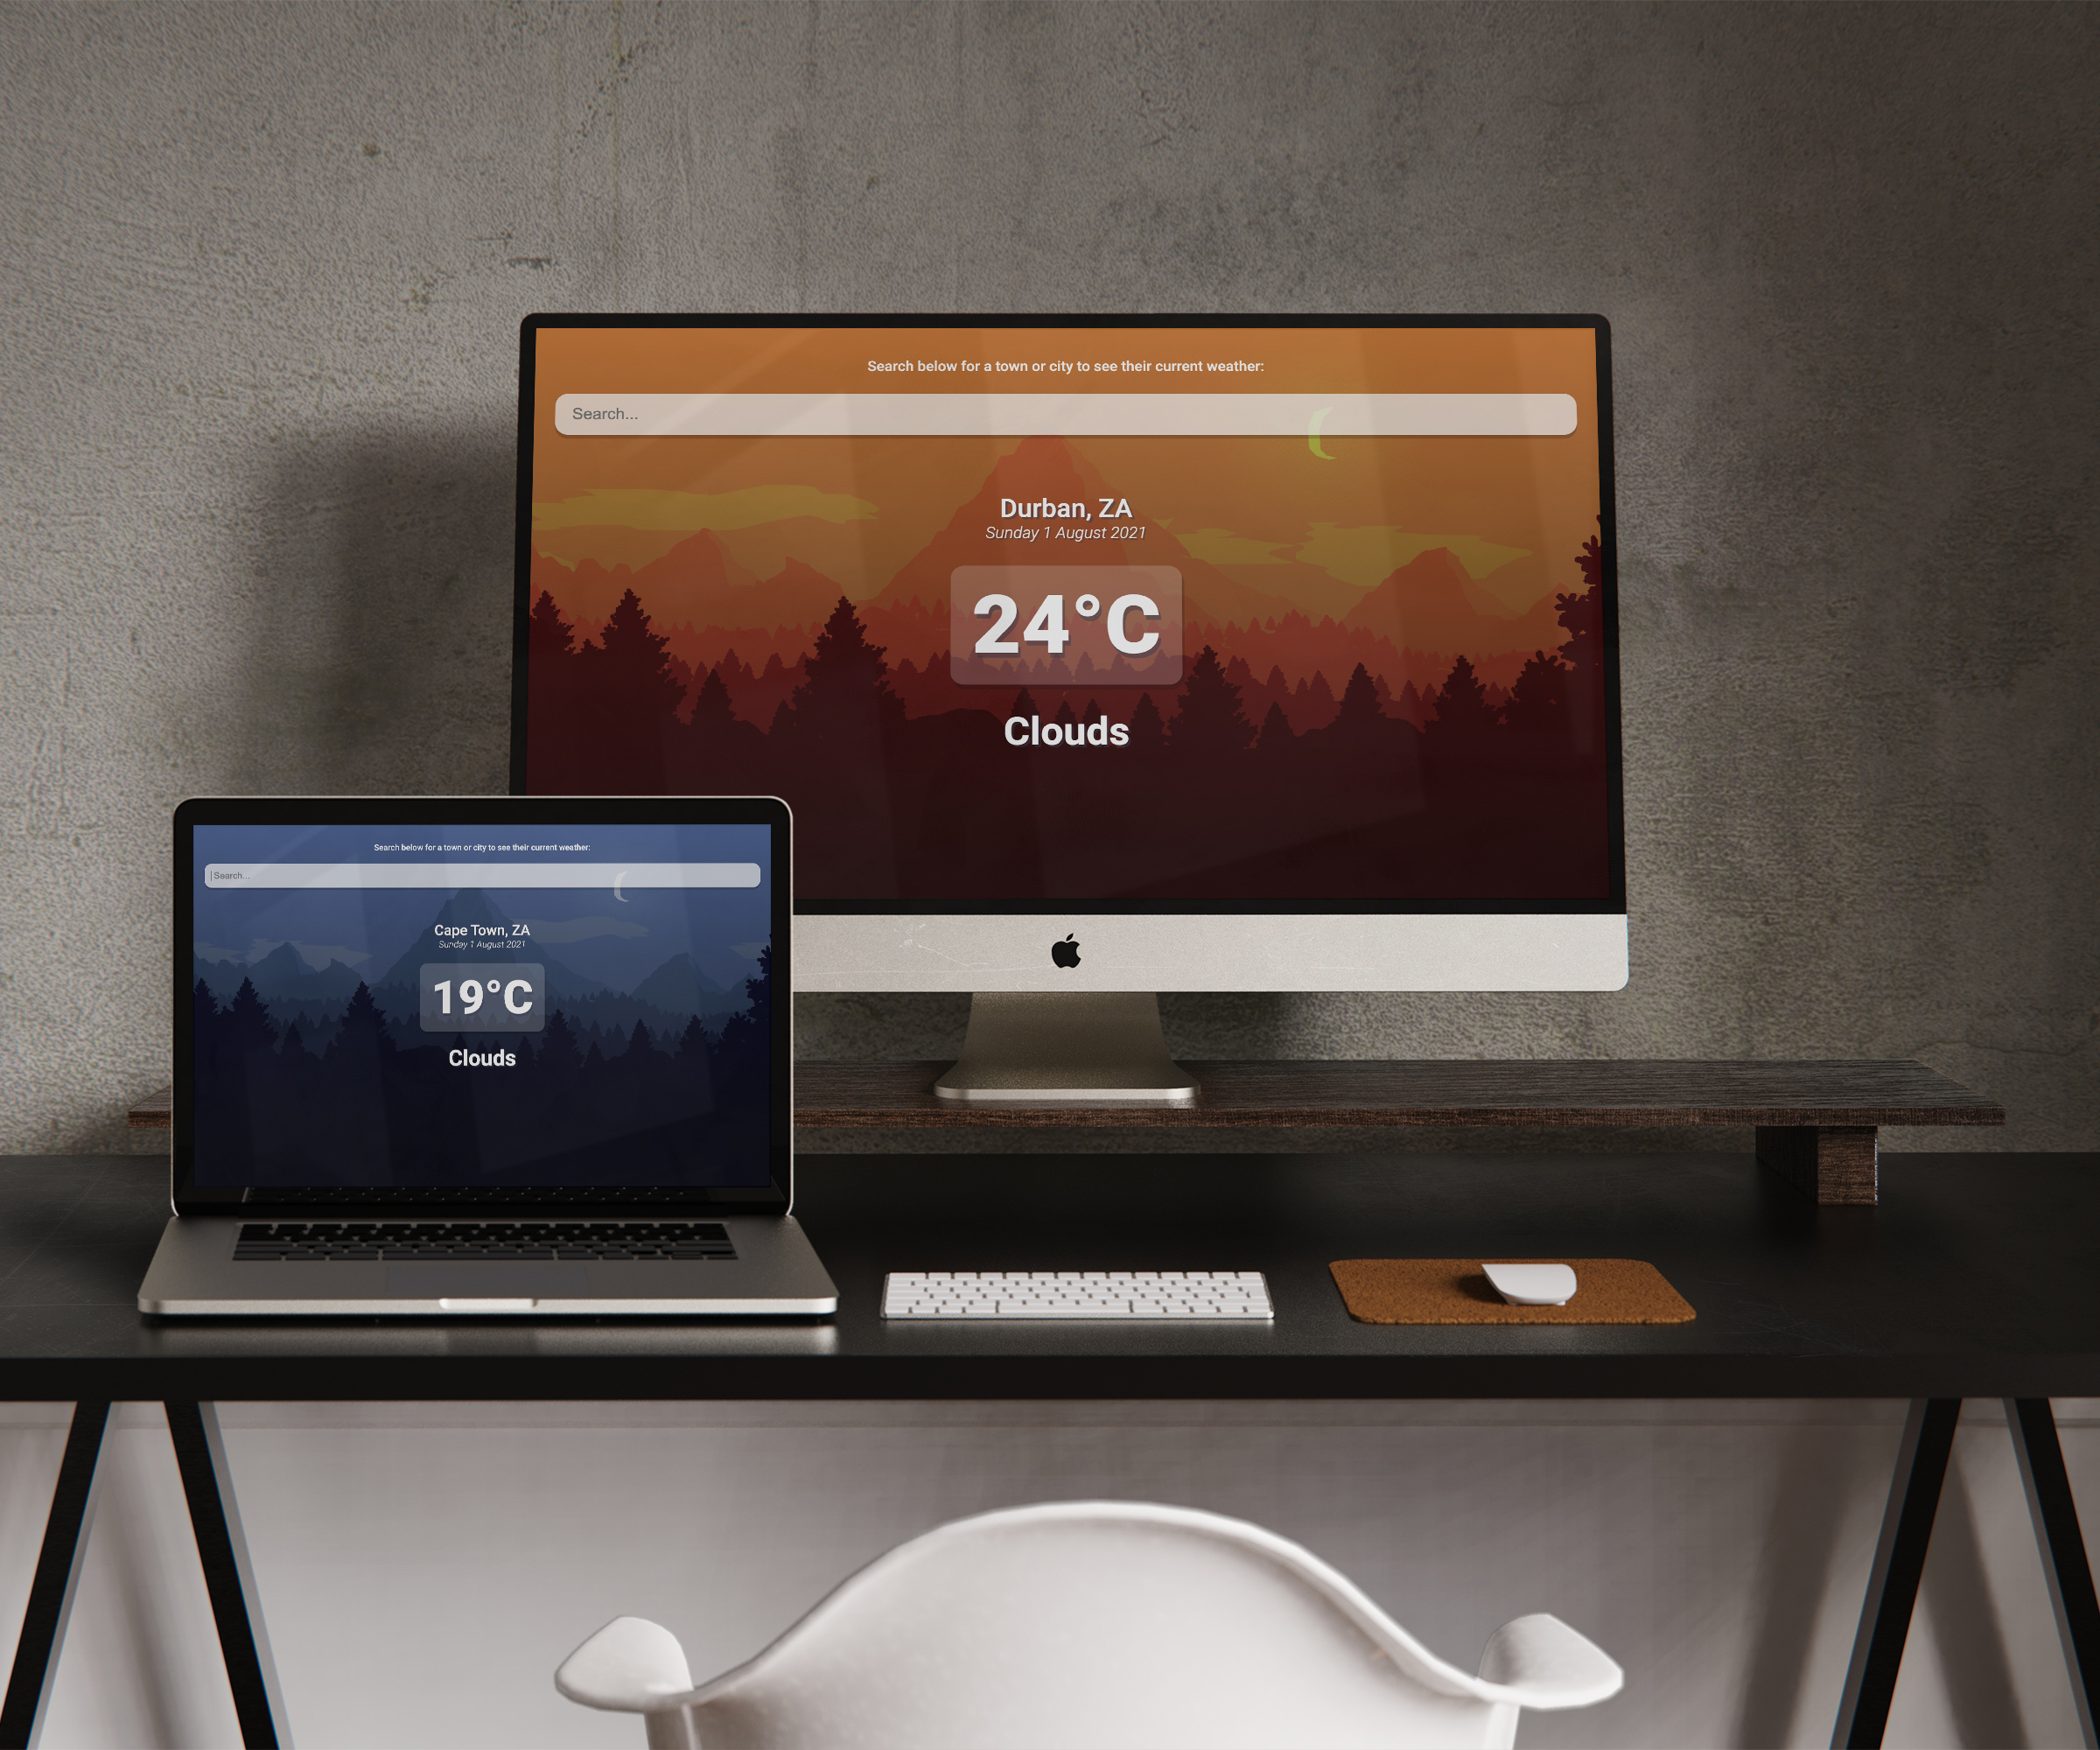 Search below for a town or city to see their current weather:
Search...
Durban, ZA
Sunday 1 August 2021
24°C
Clouds
Search below for a town or city to see their current weather:
Search...
Cape Town, ZA
Sunday 1 August 2021
19°C
Clouds